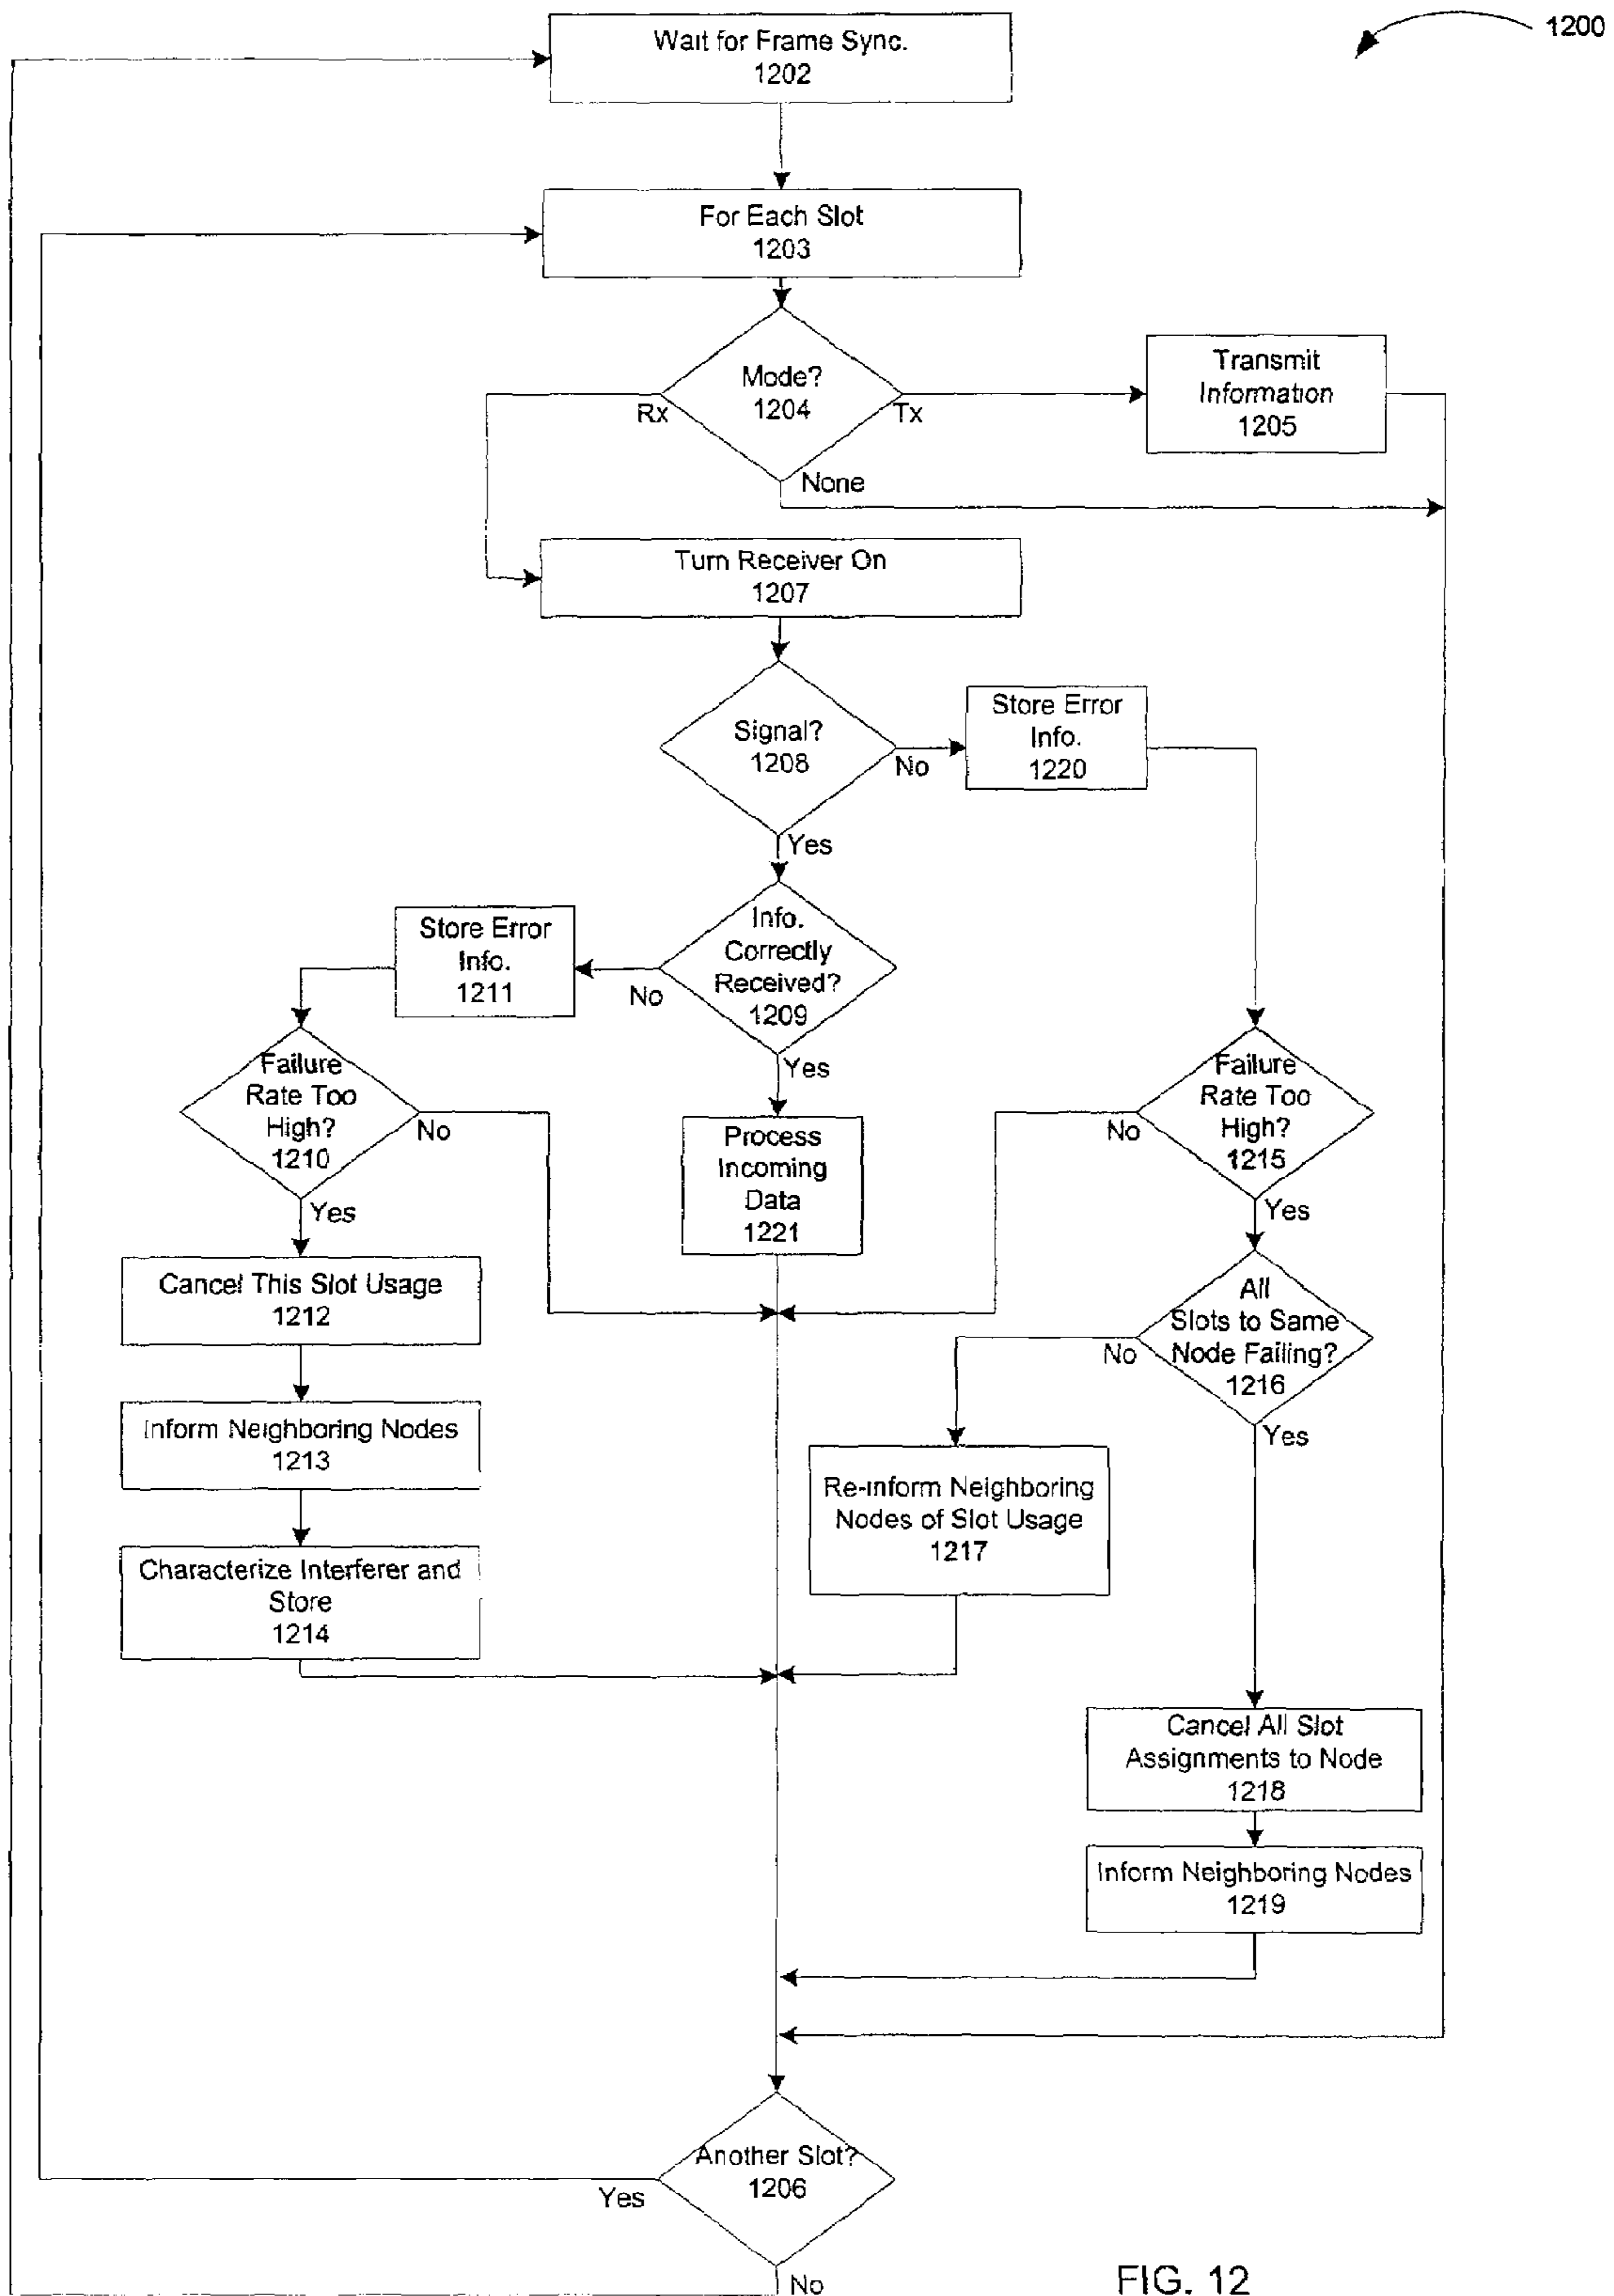 1200
Wait for Frame Sync.
1202
For Each Slot
1203
Mode?
1204
Rx
Tx
None
Transmit
Information
1205
Turn Receiver On
1207
Signal?
1208
No
Yes
Store Error
Info.
1220
Info.
Correctly
Received?
1209
No
Yes
Store Error
Info.
1211
Failure
Rate Too
High?
1210
No
Yes
Process
Incoming
Data
1221
Failure
Rate Too
High?
1215
No
Yes
Cancel This Slot Usage
1212
All
Slots to Same
Node Failing?
1216
No
Yes
Inform Neighboring Nodes
1213
Re-inform Neighboring
Nodes of Slot Usage
1217
Characterize Interferer and
Store
1214
Cancel All Slot
Assignments to Node
1218
Inform Neighboring Nodes
1219
Another Slot?
1206
Yes
No
FIG. 12